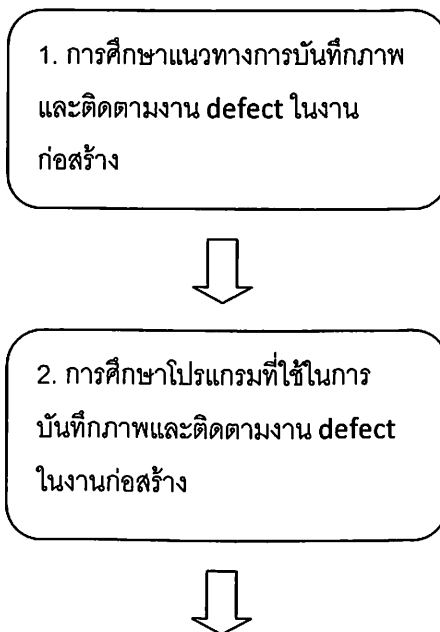 1. การศึกษาแนวทางการบันทึกภาพ
และติดตามงาน defect ในงาน
ก่อสร้าง
2. การศึกษาโปรแกรมที่ใช้ในการ
บันทึกภาพและติดตามงาน defect
ในงานก่อสร้าง